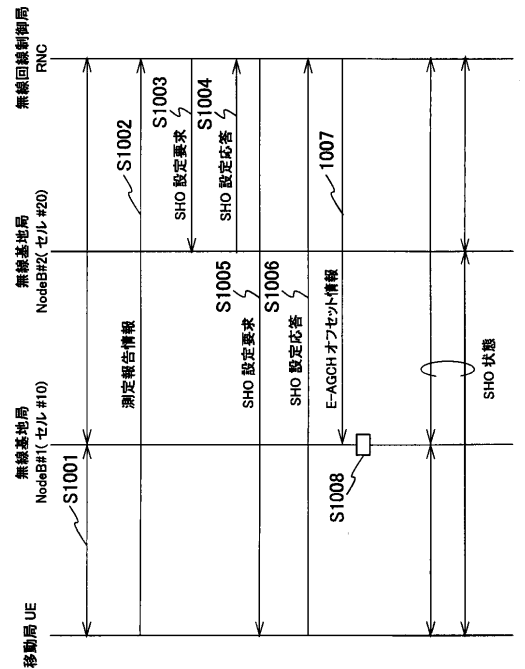 移動局 UE
無線基地局
NodeB#1(セル #10)
無線基地局
NodeB#2(セル #20)
無線回線制御局
RNC
S1001
測定報告情報
S1002
SHO 設定要求
S1003
SHO 設定応答
S1004
SHO 設定要求
S1005
SHO 設定応答
S1006
E-AGCH オフセット情報
1007
S1008
SHO 状態